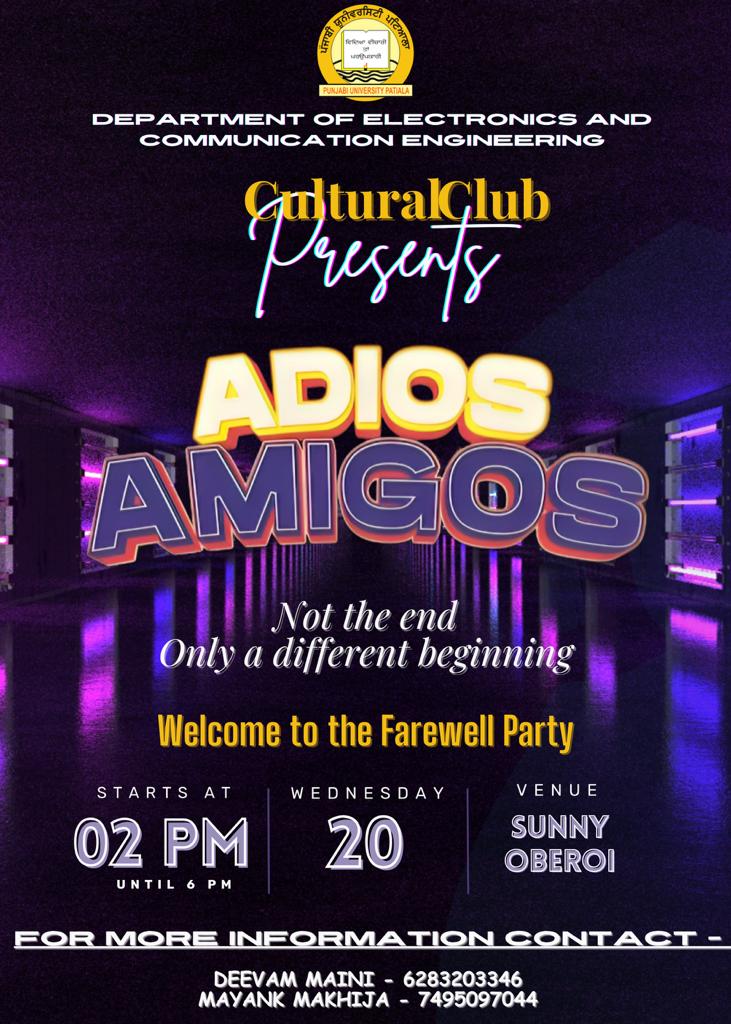 ਪੰਜਾਬੀ ਯੂਨੀਵਰਸਿਟੀ ਪਟਿਆਲਾ
ਵਿਦਿਆ ਵੀਚਾਰੀ
ਤਾਂ
ਪਰਉਪਕਾਰੀ
PUNJABI UNIVERSITY PATIALA
DEPARTMENT OF ELECTRONICS AND
COMMUNICATION ENGINEERING
CulturalClub
Presents
ADIOS
AMIGOS
Not the end
Only a different beginning
Welcome to the Farewell Party
STARTS AT
02 PM
UNTIL 6 PM
WEDNESDAY
20
VENUE
SUNNY
OBEROI
FOR MORE INFORMATION CONTACT -
DEEVAM MAINI - 6283203346
MAYANK MAKHIJA - 7495097044